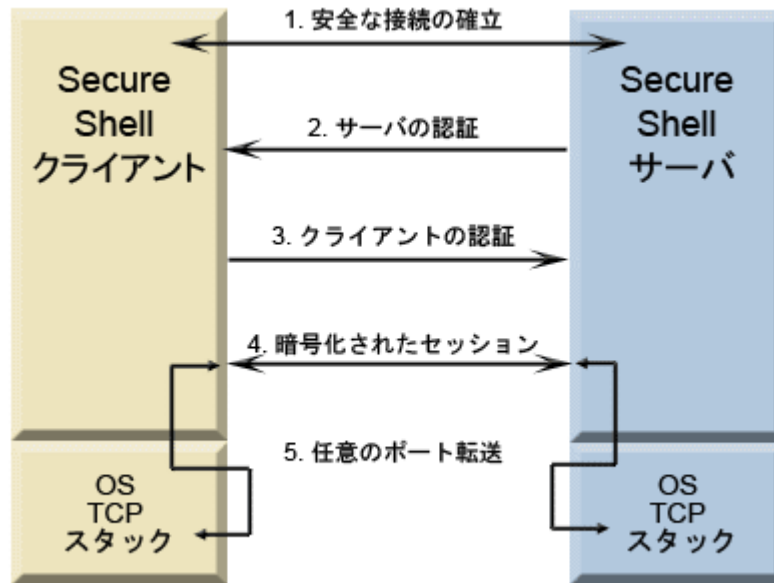 1. 安全な接続の確立
Secure
Shell
クライアント
Secure
Shell
サーバ
2. サーバの認証
3. クライアントの認証
4. 暗号化されたセッション
5. 任意のポート転送
OS
TCP
スタック
OS
TCP
スタック